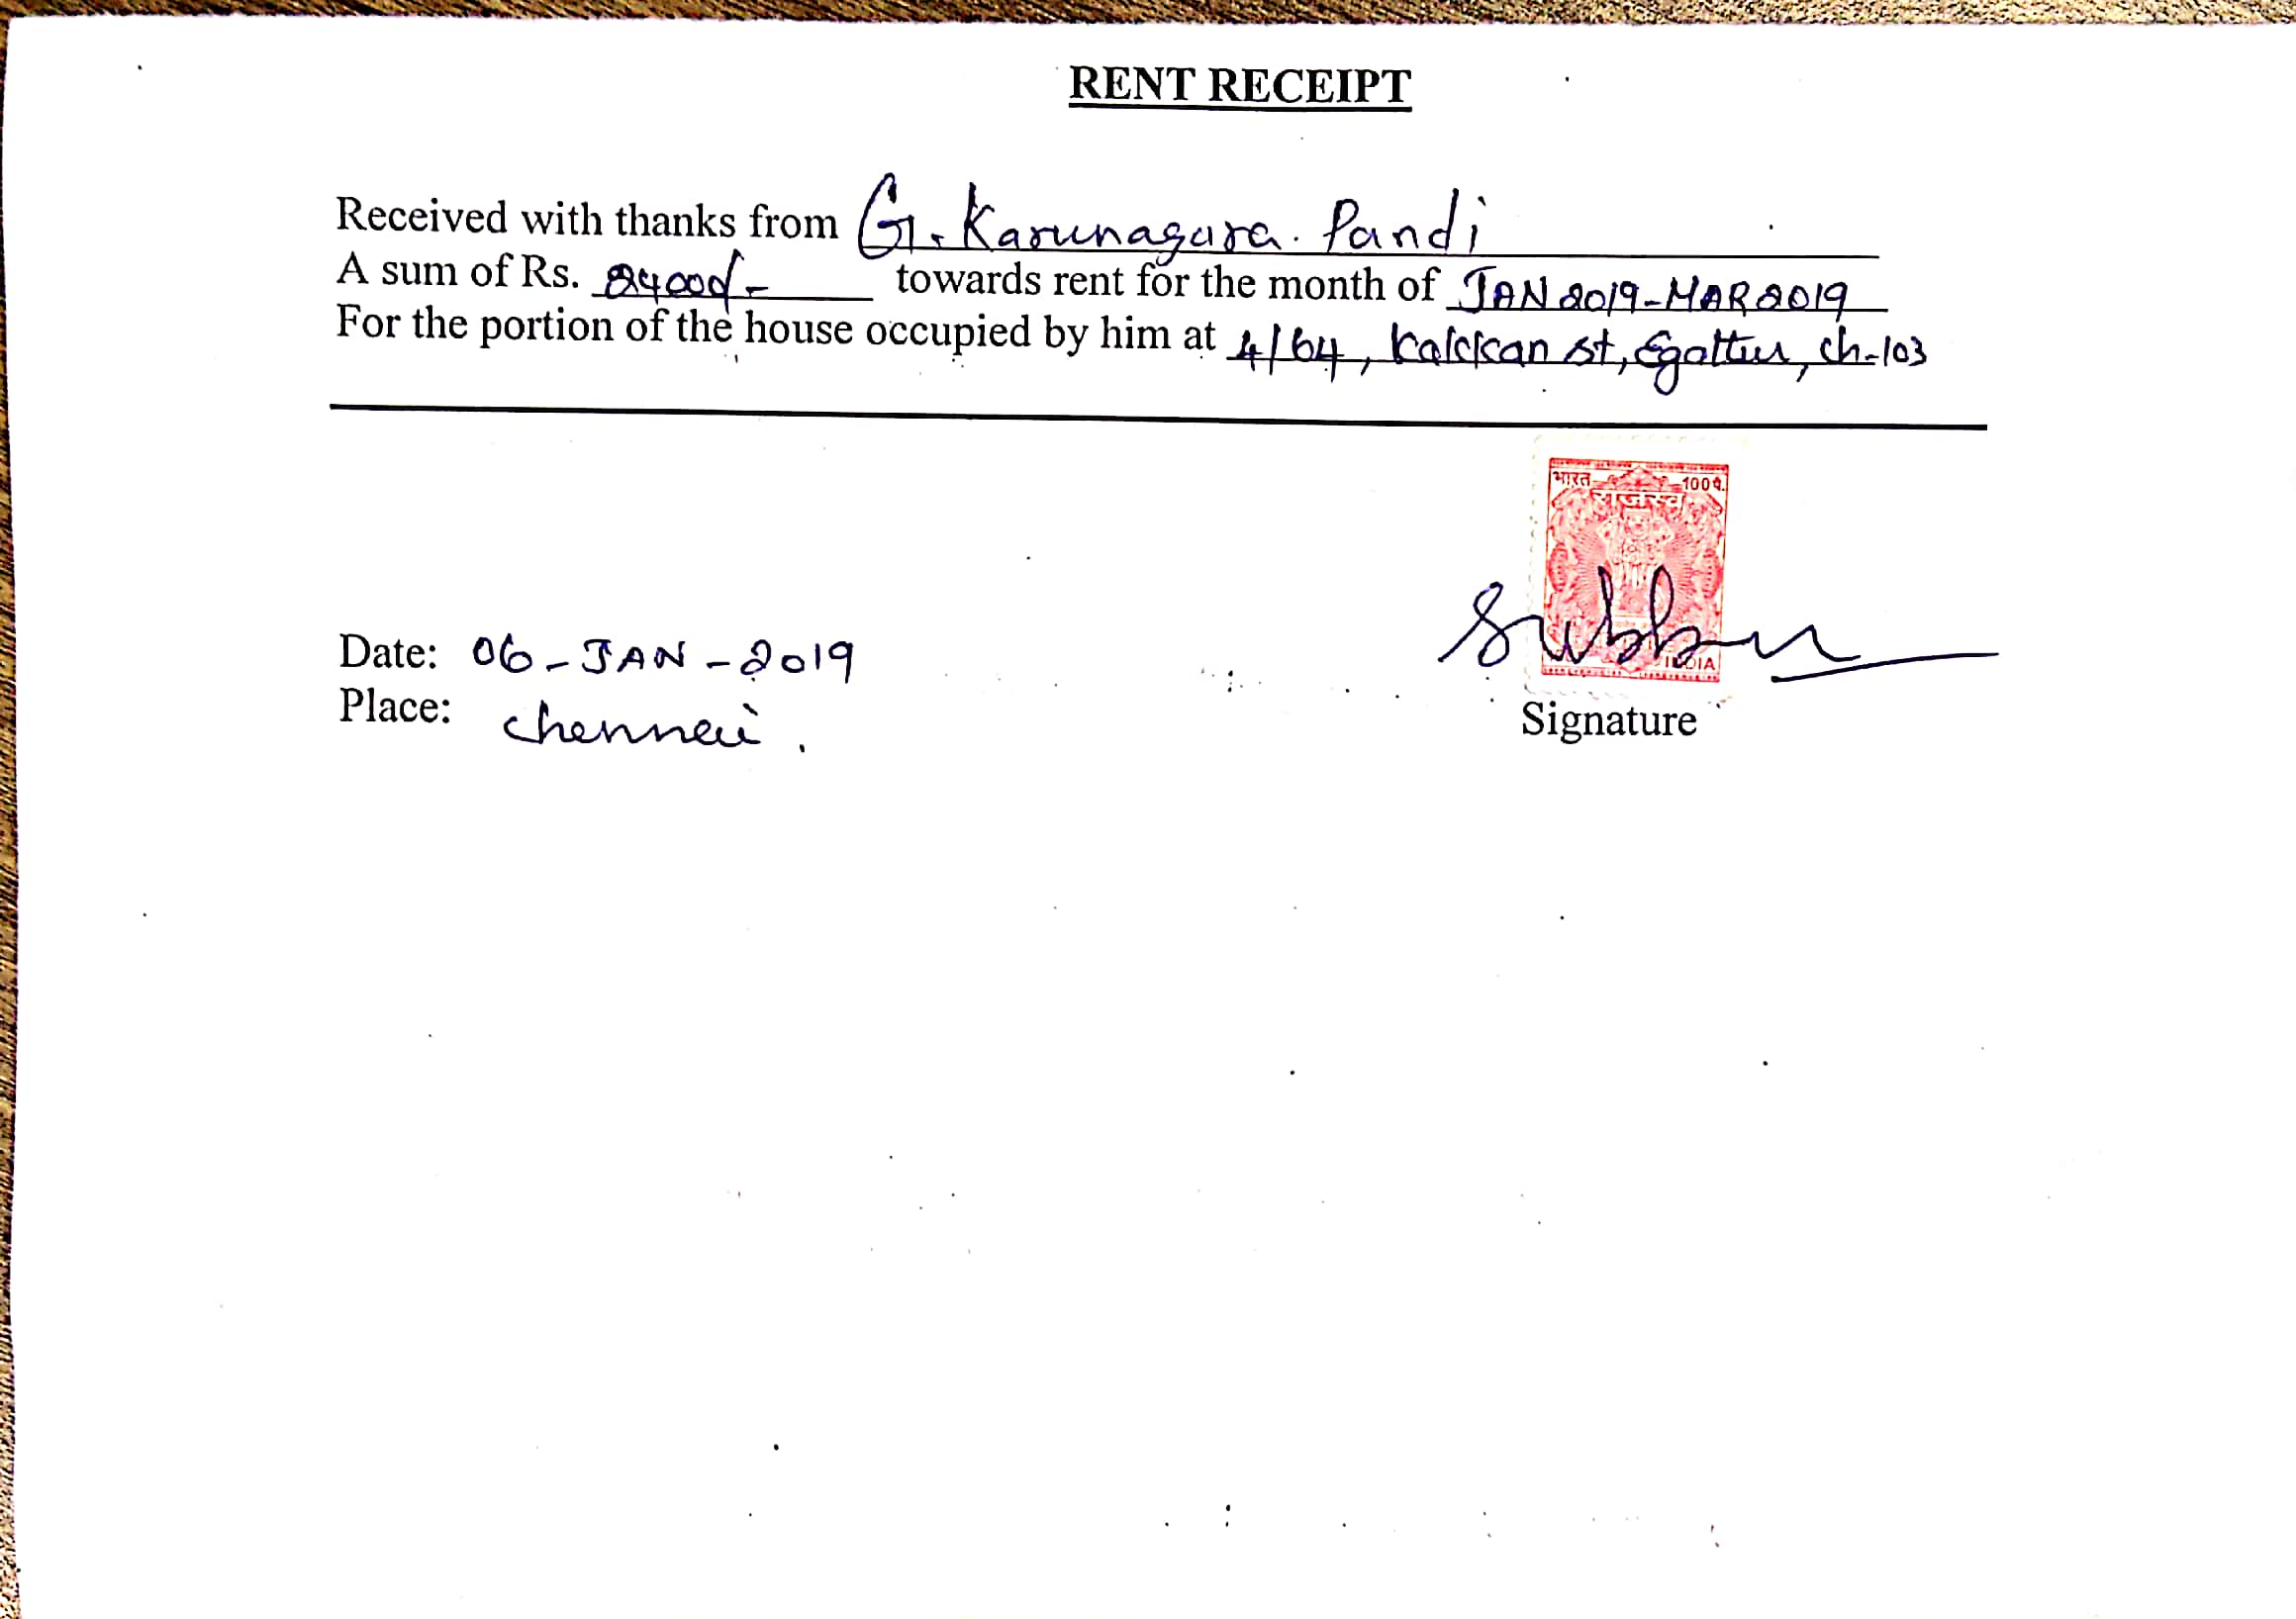 RENT RECEIPT
Received with thanks from G. Karunagara. Pandi
A sum of Rs. 24000/- towards rent for the month of JAN 2019-MAR 2019
For the portion of the house occupied by him at 4/64, Kakkan st, Egattur, ch-103
भारत 100 प.
राजस्व
INDIA
Subbu
Date: 06-JAN-2019
Signature
Place: Chennai.